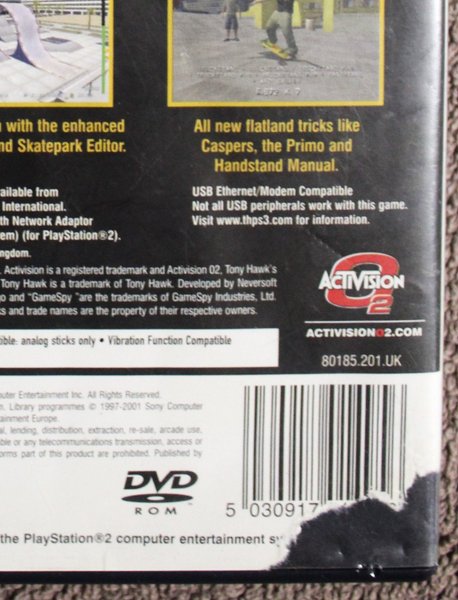 with the enhanced
nd Skatepark Editor.
All new flatland tricks like
Caspers, the Primo and
Handstand Manual.
ailable from
International.
th Network Adaptor
em) (for PlayStation®2).
ngdom.
USB Ethernet/Modem Compatible
Not all USB peripherals work with this game.
Visit www.thps3.com for information.
. Activision is a registered trademark and Activision O2, Tony Hawk's
Tony Hawk is a trademark of Tony Hawk. Developed by Neversoft
go and "GameSpy" are the trademarks of GameSpy Industries, Ltd.
ks and trade names are the property of their respective owners.
ACTIVISION
O2
ACTIVISIONO2.COM
tible: analog sticks only • Vibration Function Compatible
80185.201.UK
puter Entertainment Inc. All Rights Reserved.
n. Library programmes © 1997-2001 Sony Computer
tainment Europe.
al, lending, distribution, extraction, re-sale, arcade use,
ble or any telecommunications transmission, access or
orms part of this product are prohibited. Published by
DVD
ROM
5 030917
the PlayStation®2 computer entertainment sy